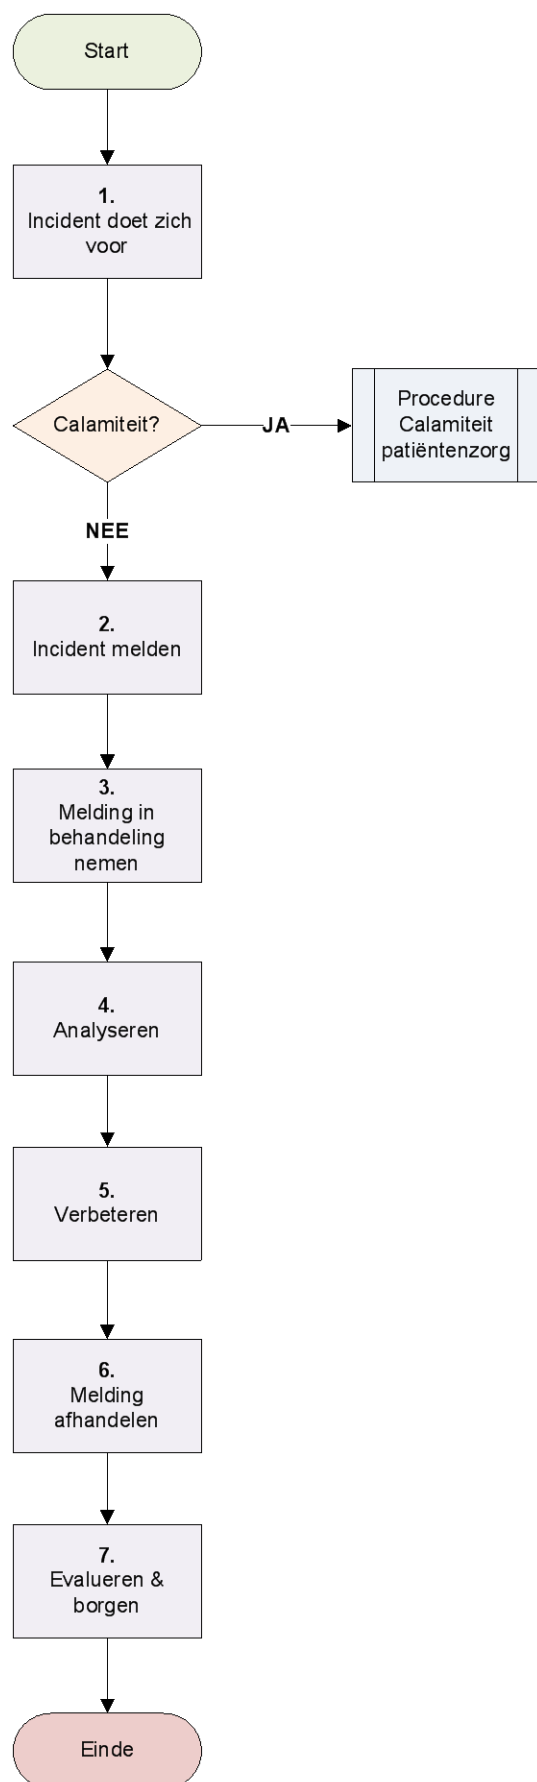 Start
1.
Incident doet zich
voor
Calamiteit?
JA
Procedure
Calamiteit
patiëntenzorg
NEE
2.
Incident melden
3.
Melding in
behandeling
nemen
4.
Analyseren
5.
Verbeteren
6.
Melding
afhandelen
7.
Evalueren &
borgen
Einde